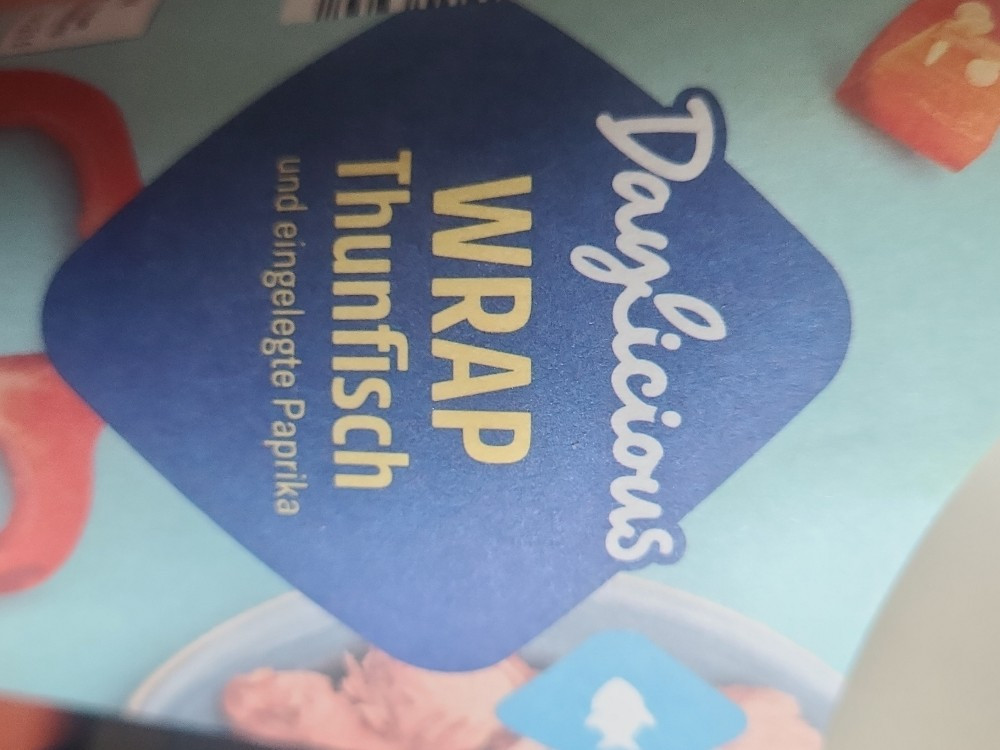 Daylicious
WRAP
Thunfisch
und eingelegte Paprika